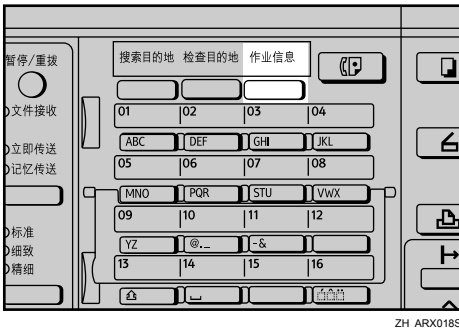 暂停/重拨
搜索目的地 检查目的地 作业信息
文件接收
立即传送
记忆传送
标准
细致
精细
01 02 03 04
ABC DEF GHI JKL
05 06 07 08
MNO PQR STU VWX
09 10 11 12
YZ @._ -&
13 14 15 16
ZH ARX018S